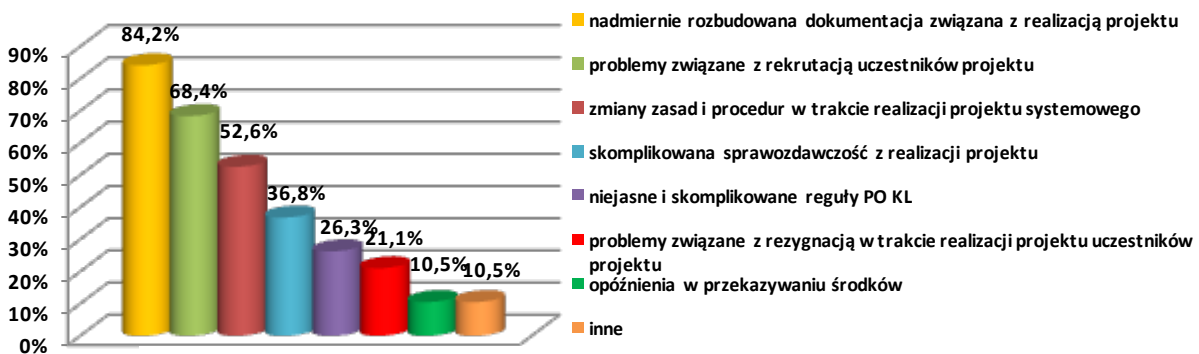 84,2%
68,4%
52,6%
36,8%
26,3%
21,1%
10,5%
10,5%
90%
80%
70%
60%
50%
40%
30%
20%
10%
0%
nadmiernie rozbudowana dokumentacja związana z realizacją projektu
problemy związane z rekrutacją uczestników projektu
zmiany zasad i procedur w trakcie realizacji projektu systemowego
skomplikowana sprawozdawczość z realizacji projektu
niejasne i skomplikowane reguły PO KL
problemy związane z rezygnacją w trakcie realizacji projektu uczestników
projektu
opóźnienia w przekazywaniu środków
inne